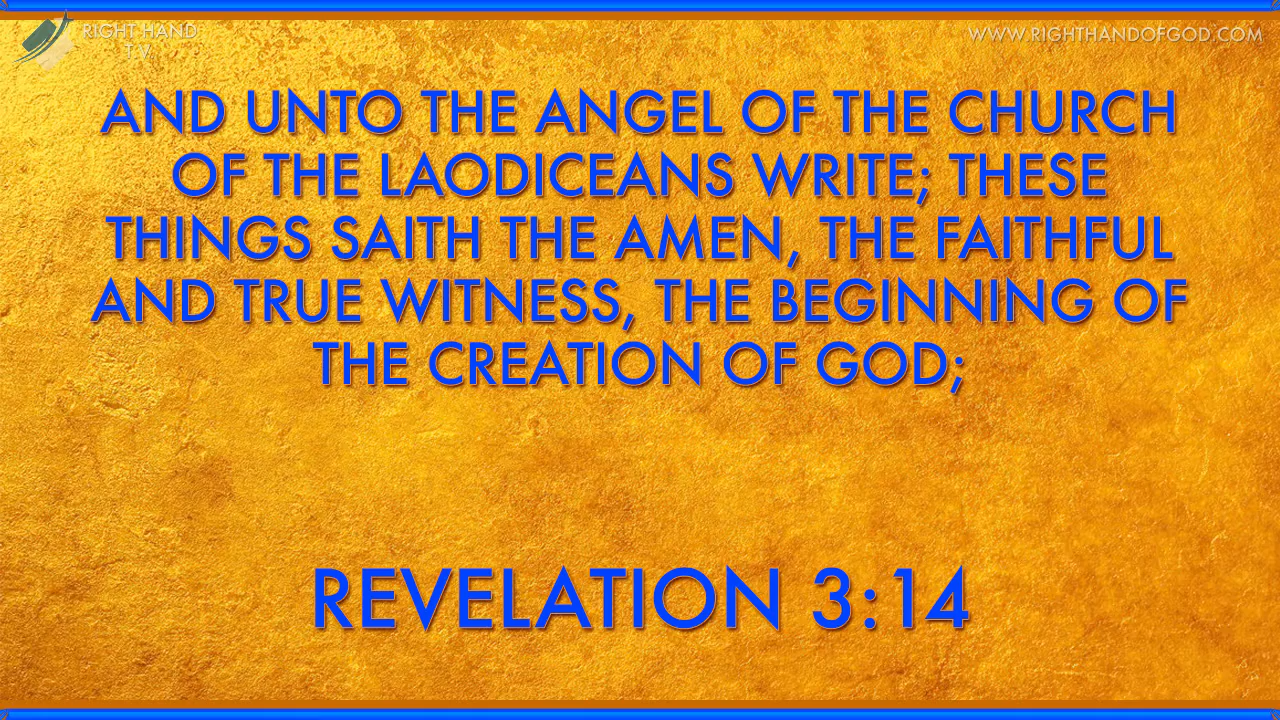 RIGHT HAND
T V
WWW.RIGHTHANDOFGOD.COM
AND UNTO THE ANGEL OF THE CHURCH
OF THE LAODICEANS WRITE; THESE
THINGS SAITH THE AMEN, THE FAITHFUL
AND TRUE WITNESS, THE BEGINNING OF
THE CREATION OF GOD;
REVELATION 3:14